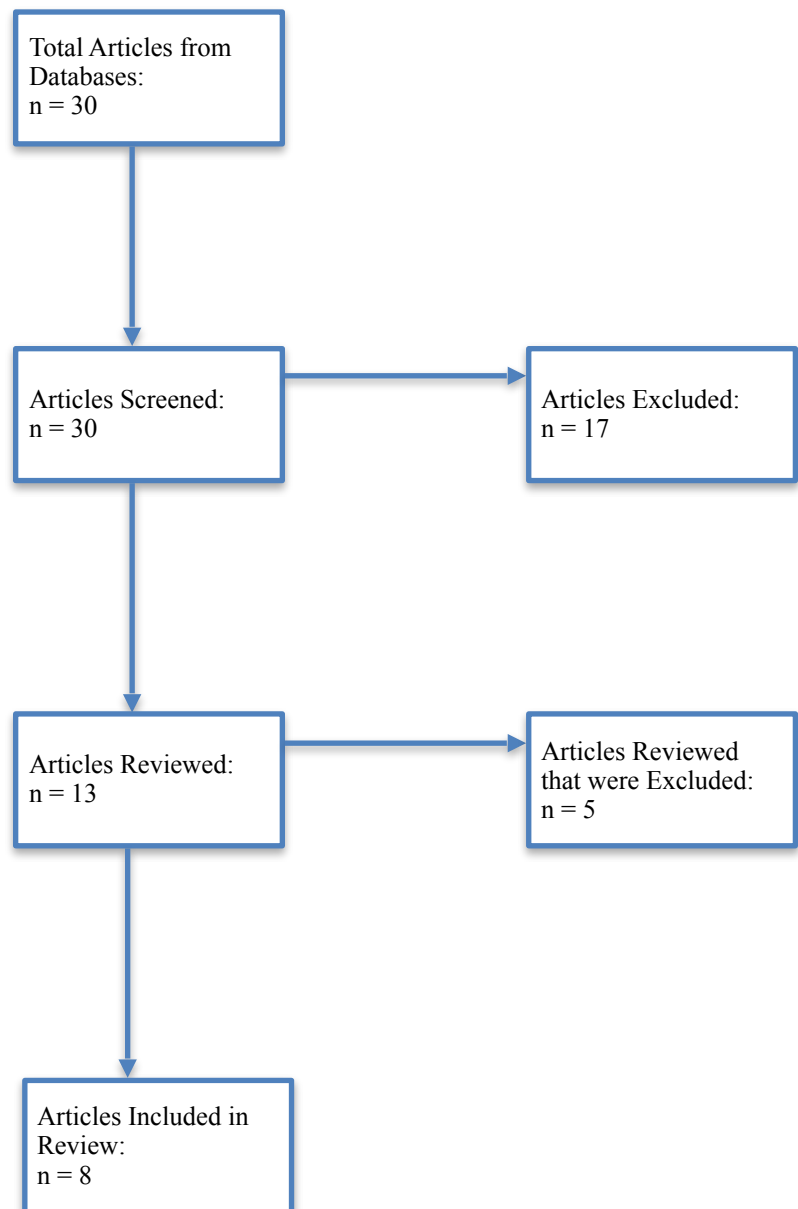 Total Articles from
Databases:
n = 30
Articles Screened:
n = 30
Articles Excluded:
n = 17
Articles Reviewed:
n = 13
Articles Reviewed
that were Excluded:
n = 5
Articles Included in
Review:
n = 8